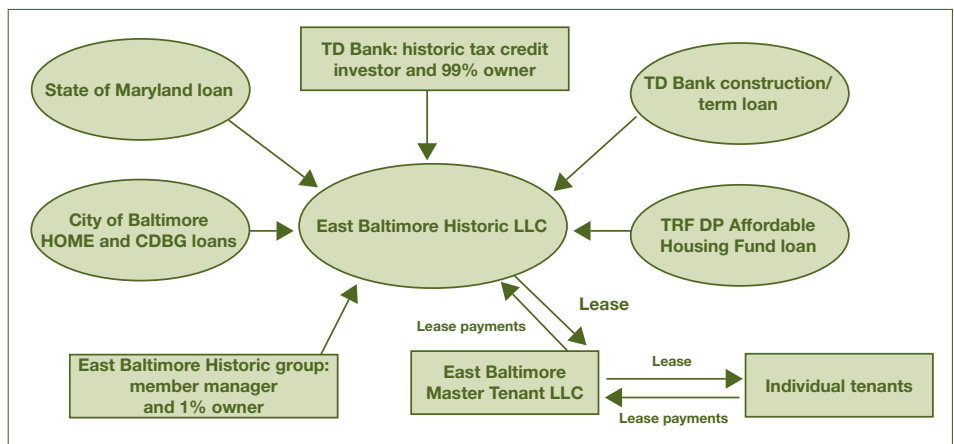 TD Bank: historic tax credit
investor and 99% owner
State of Maryland loan
TD Bank construction/
term loan
City of Baltimore
HOME and CDBG loans
East Baltimore Historic LLC
TRF DP Affordable
Housing Fund loan
Lease
Lease payments
East Baltimore Historic group:
member manager
and 1% owner
East Baltimore
Master Tenant LLC
Lease
Lease payments
Individual tenants